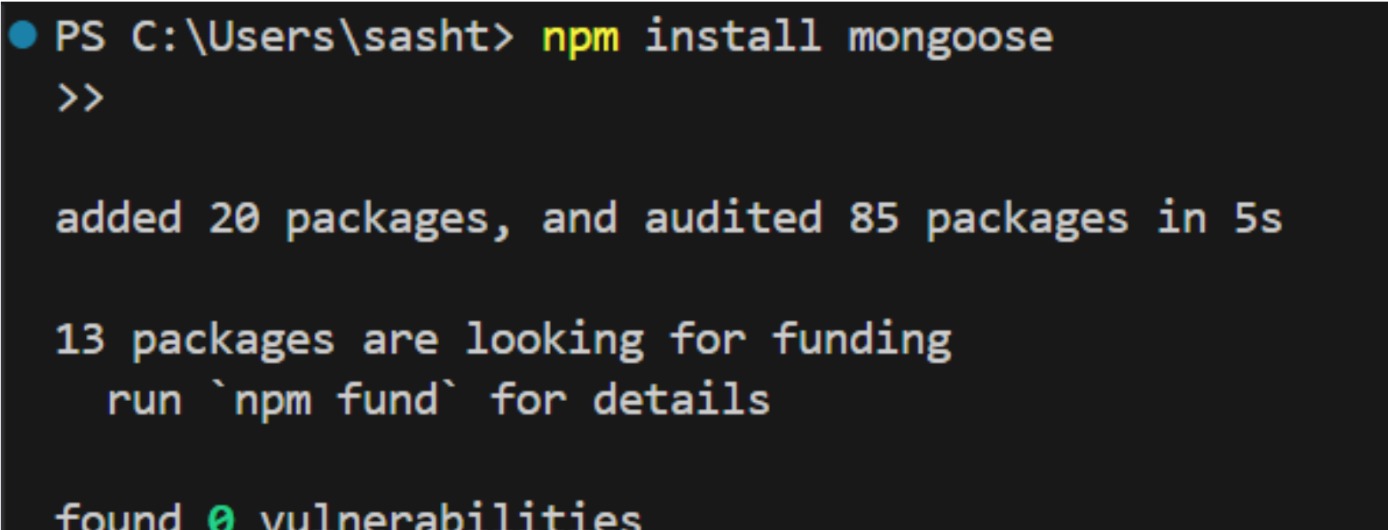 PS C:\Users\sasht> npm install mongoose
>>
added 20 packages, and audited 85 packages in 5s
13 packages are looking for funding
run `npm fund` for details
found 0 vulnerabilities